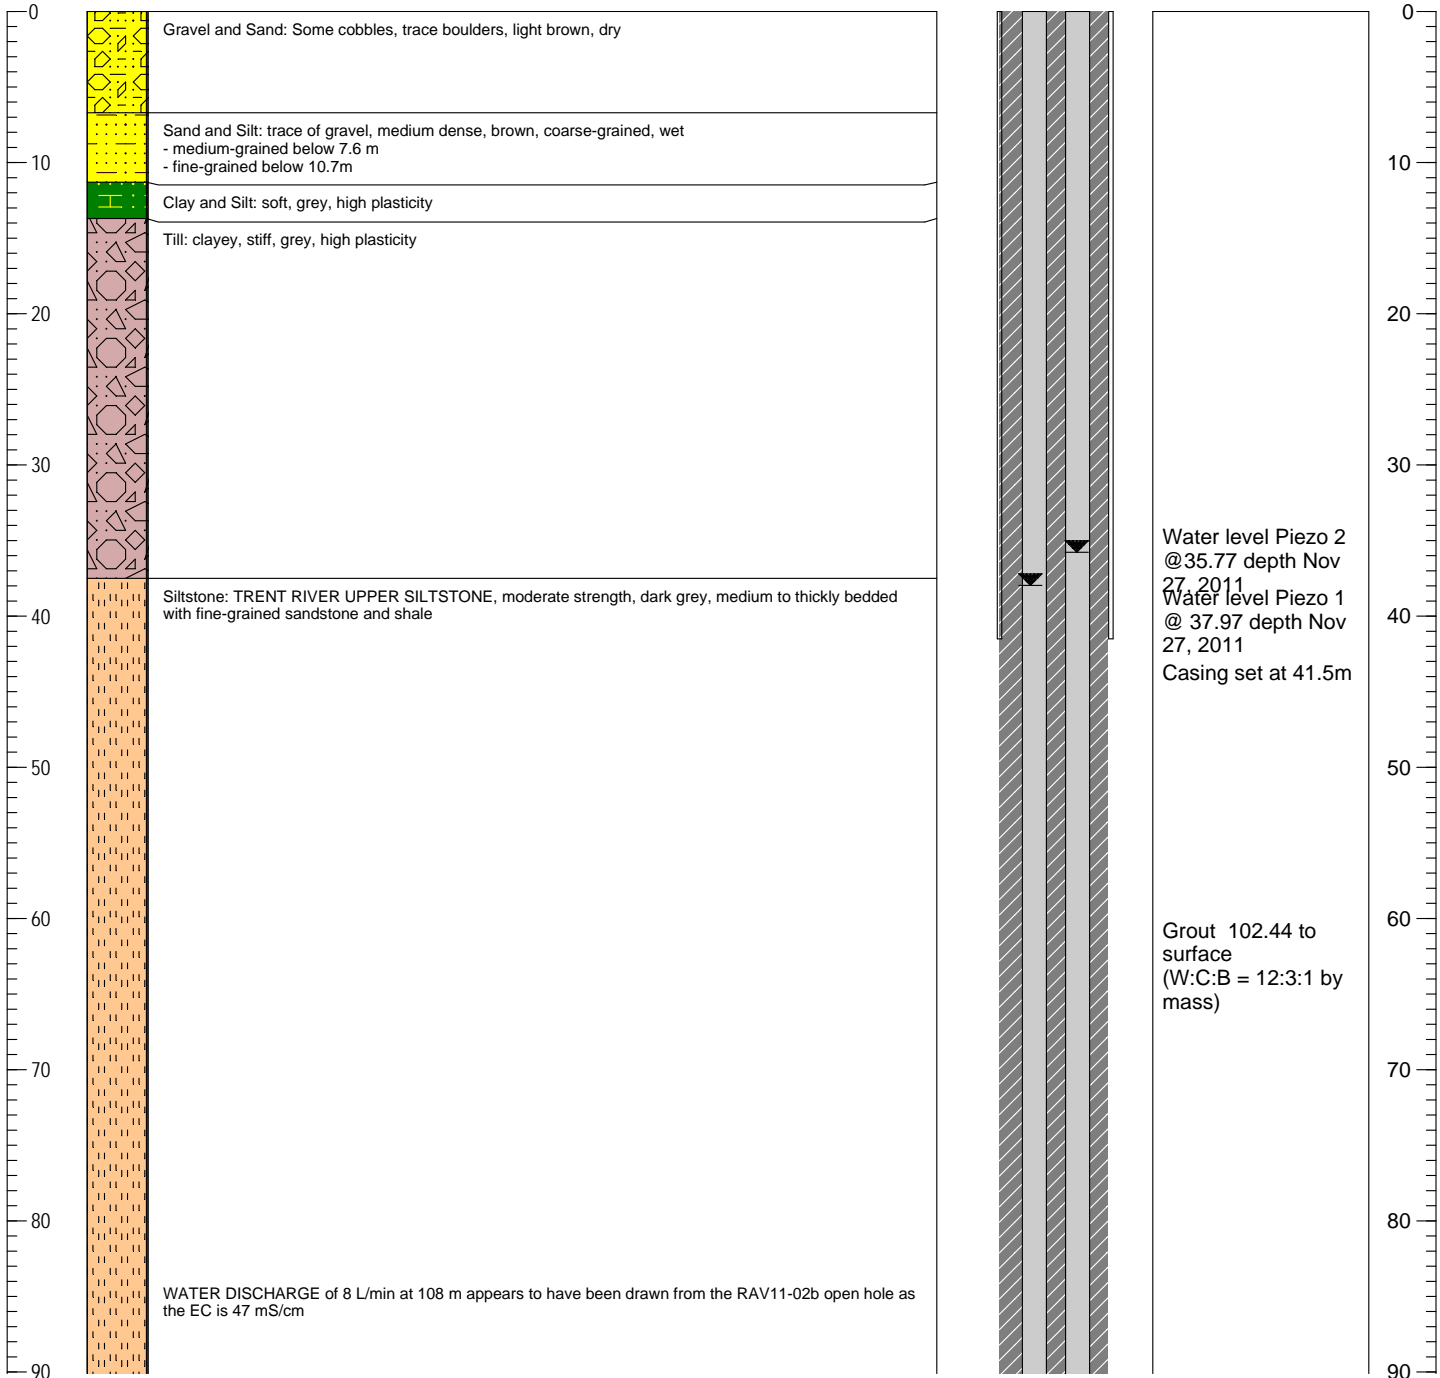 0
Gravel and Sand: Some cobbles, trace boulders, light brown, dry
0
Sand and Silt: trace of gravel, medium dense, brown, coarse-grained, wet
- medium-grained below 7.6 m
10
- fine-grained below 10.7m
10
Clay and Silt: soft, grey, high plasticity
Till: clayey, stiff, grey, high plasticity
20
20
30
30
Water level Piezo 2
@35.77 depth Nov
27, 2011
Siltstone: TRENT RIVER UPPER SILTSTONE, moderate strength, dark grey, medium to thickly bedded
with fine-grained sandstone and shale
Water level Piezo 1
@ 37.97 depth Nov
27, 2011
40
40
Casing set at 41.5m
50
50
60
60
Grout 102.44 to
surface
(W:C:B = 12:3:1 by
mass)
70
70
80
80
WATER DISCHARGE of 8 L/min at 108 m appears to have been drawn from the RAV11-02b open hole as
the EC is 47 mS/cm
90
90